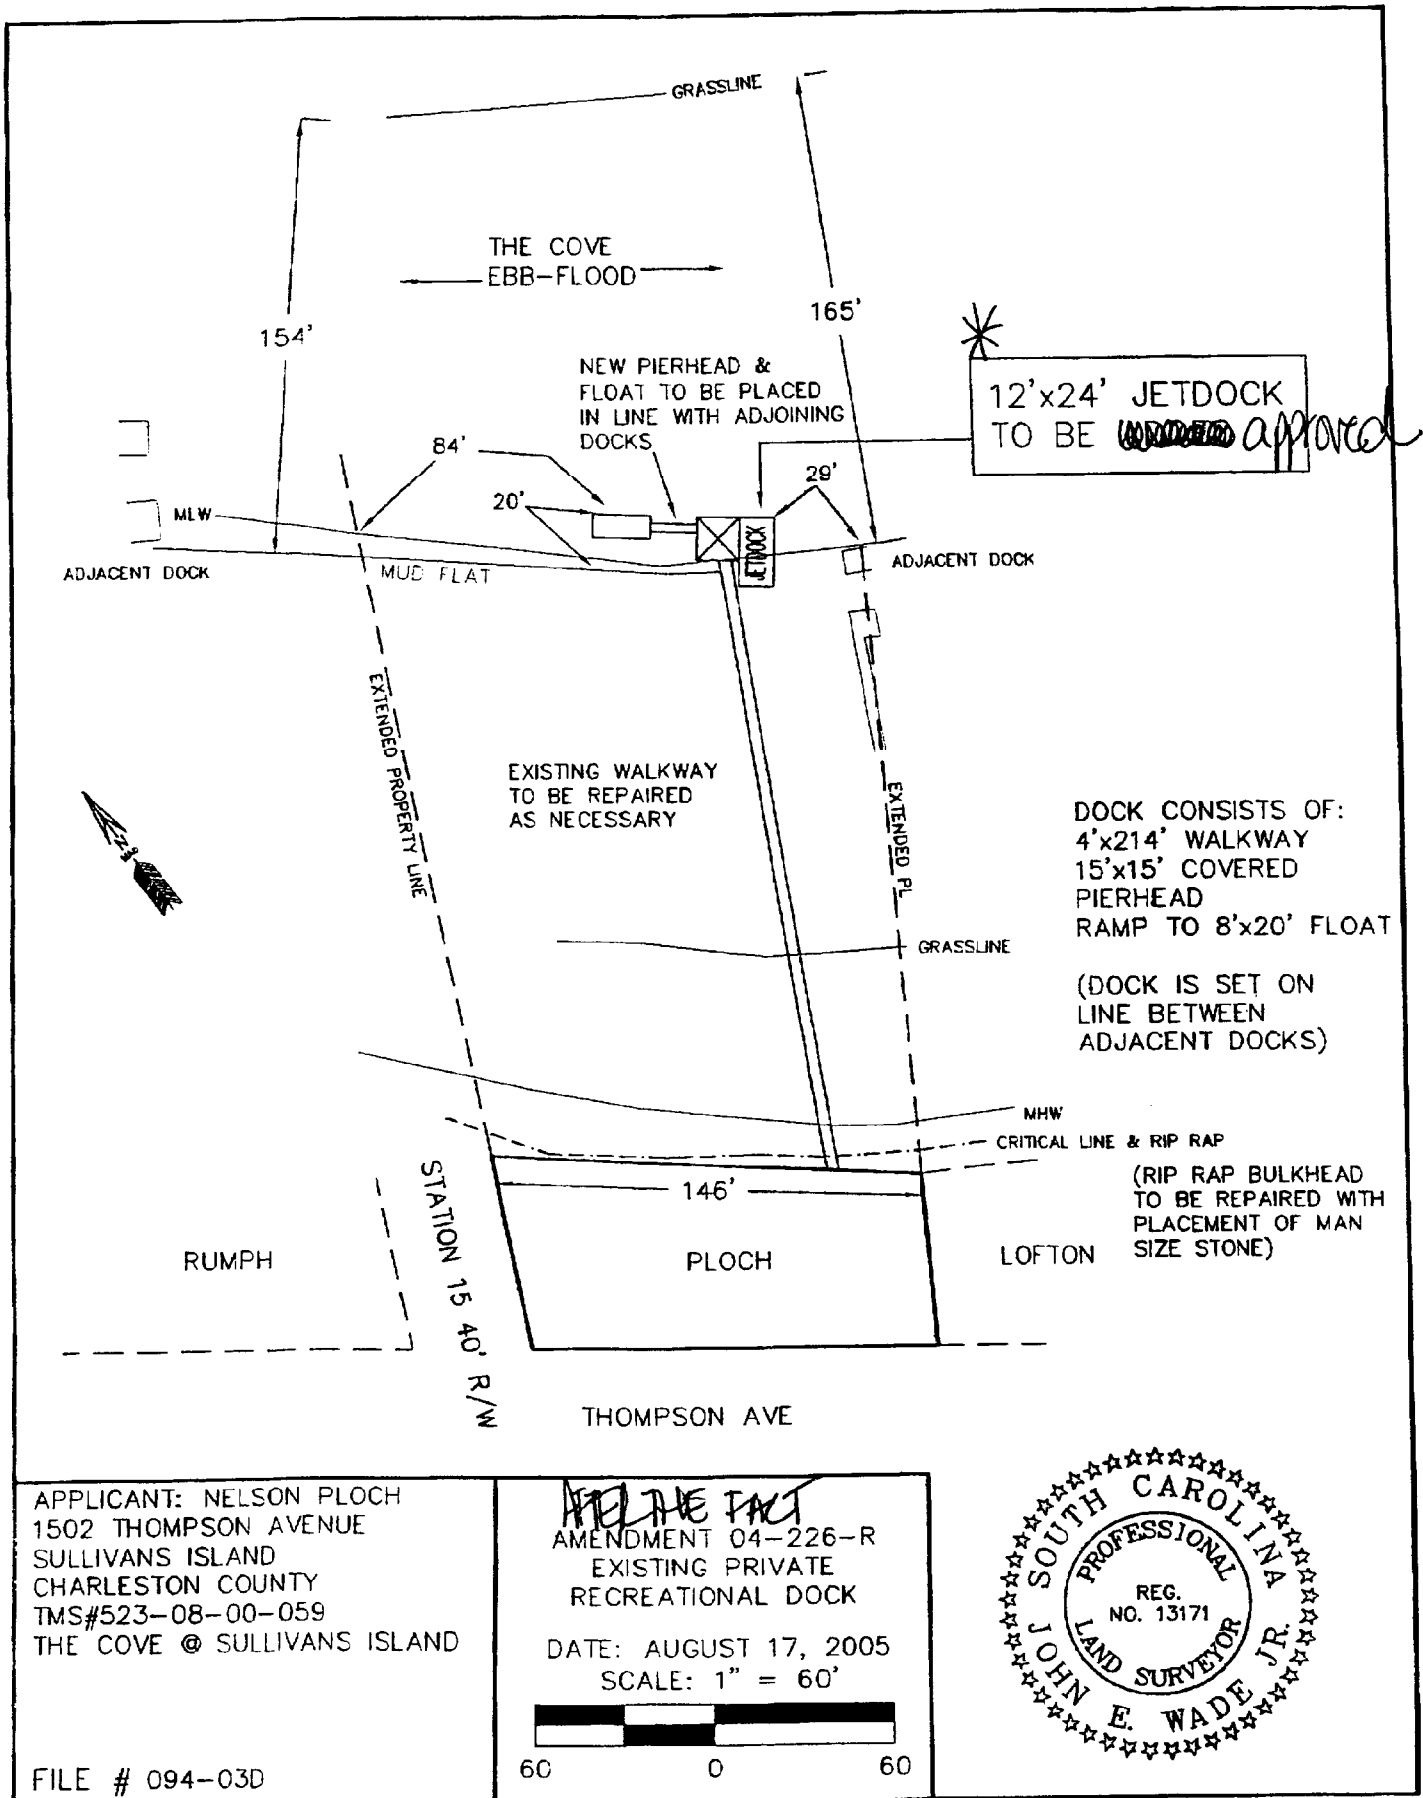 GRASSLINE
THE COVE
EBB-FLOOD
154'
165'
NEW PIERHEAD &
FLOAT TO BE PLACED
IN LINE WITH ADJOINING
DOCKS
12'x24' JETDOCK
TO BE approved
84'
20'
29'
MLW
JETDOCK
ADJACENT DOCK
MUD FLAT
ADJACENT DOCK
EXTENDED PROPERTY LINE
EXISTING WALKWAY
TO BE REPAIRED
AS NECESSARY
EXTENDED PL
N
DOCK CONSISTS OF:
4'x214' WALKWAY
15'x15' COVERED
PIERHEAD
RAMP TO 8'x20' FLOAT
GRASSLINE
(DOCK IS SET ON
LINE BETWEEN
ADJACENT DOCKS)
MHW
CRITICAL LINE & RIP RAP
(RIP RAP BULKHEAD
TO BE REPAIRED WITH
PLACEMENT OF MAN
SIZE STONE)
146'
STATION 15 40' R/W
RUMPH
PLOCH
LOFTON
THOMPSON AVE
APPLICANT: NELSON PLOCH
1502 THOMPSON AVENUE
SULLIVANS ISLAND
CHARLESTON COUNTY
TMS#523-08-00-059
THE COVE @ SULLIVANS ISLAND
FILE # 094-03D
AFTER THE FACT
AMENDMENT 04-226-R
EXISTING PRIVATE
RECREATIONAL DOCK
DATE: AUGUST 17, 2005
SCALE: 1" = 60'
60 0 60
SOUTH CAROLINA
PROFESSIONAL
REG.
NO. 13171
LAND SURVEYOR
JOHN E. WADE JR.